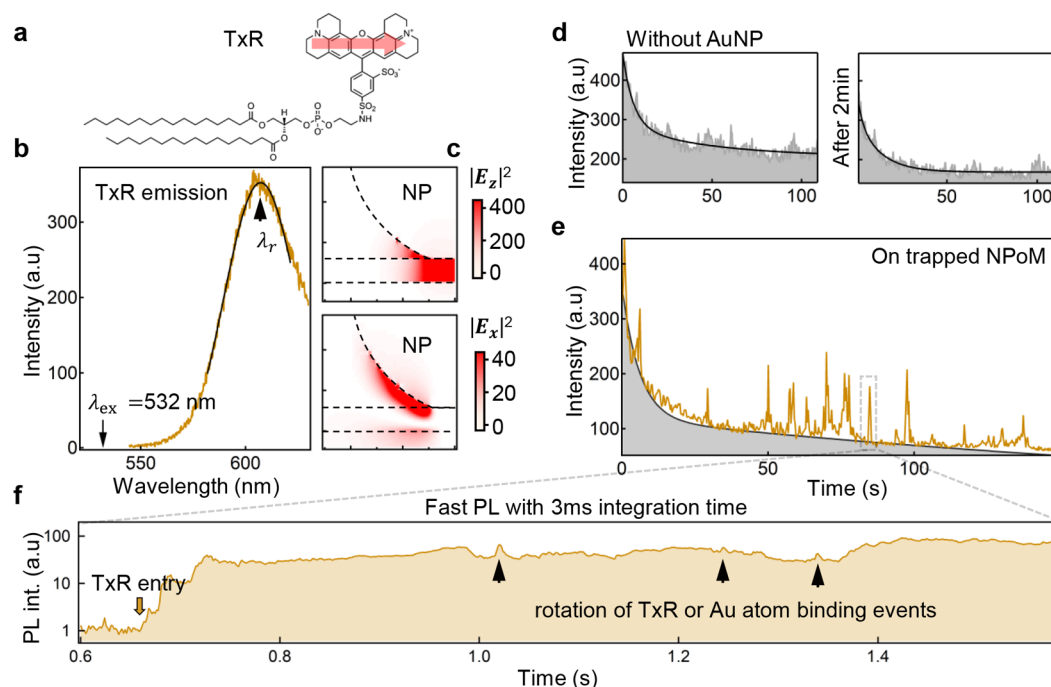 a
TxR
O
N
N⁺
SO₃⁻
SO₂
NH
O
O
H
O
O
P
O⁻
O
O
O
b
TxR emission
λr
λex =532 nm
Intensity (a.u)
300
200
100
0
550
600
Wavelength (nm)
c
NP
|Ez|²
400
200
0
NP
|Ex|²
40
20
0
d
Without AuNP
Intensity (a.u)
400
300
200
0
50
100
After 2min
0
50
100
e
On trapped NPoM
Intensity (a.u)
400
300
200
100
0
50
100
Time (s)
f
Fast PL with 3ms integration time
PL int. (a.u)
100
10
1
TxR entry
rotation of TxR or Au atom binding events
0.6
0.8
1.0
1.2
1.4
Time (s)